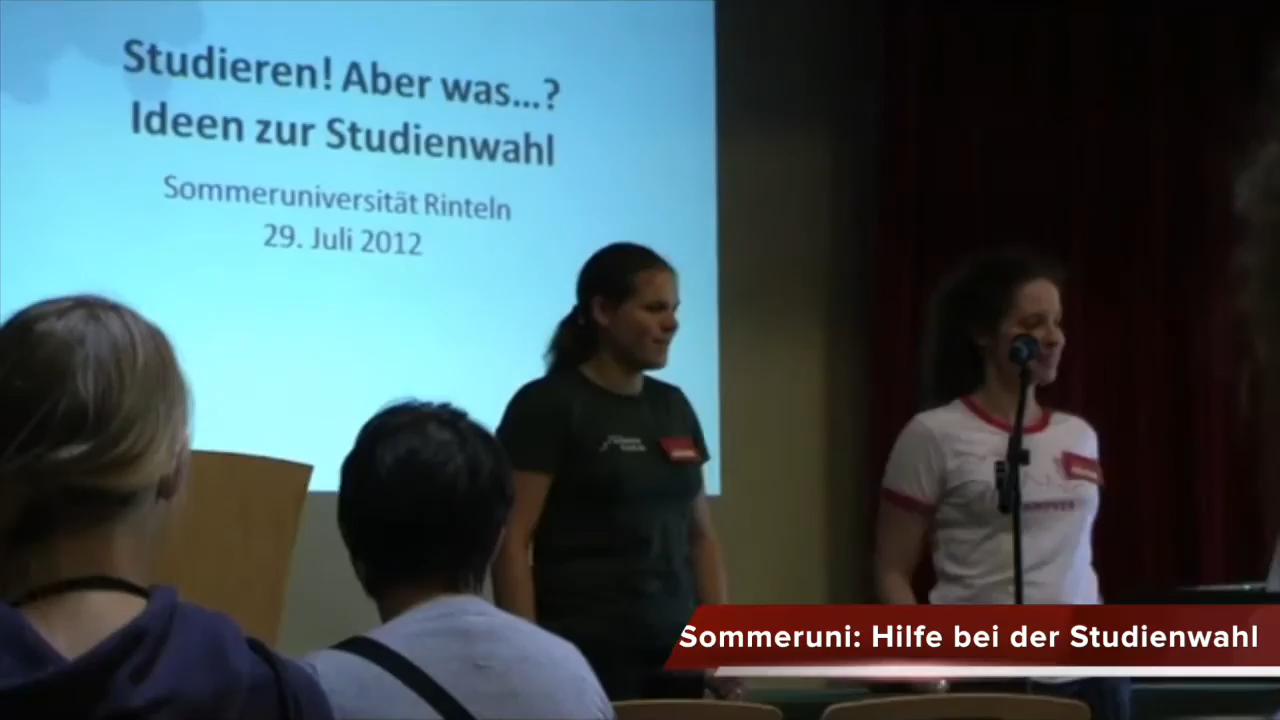 Studieren! Aber was...?
Ideen zur Studienwahl
Sommeruniversität Rinteln
29. Juli 2012
Sommeruni: Hilfe bei der Studienwahl